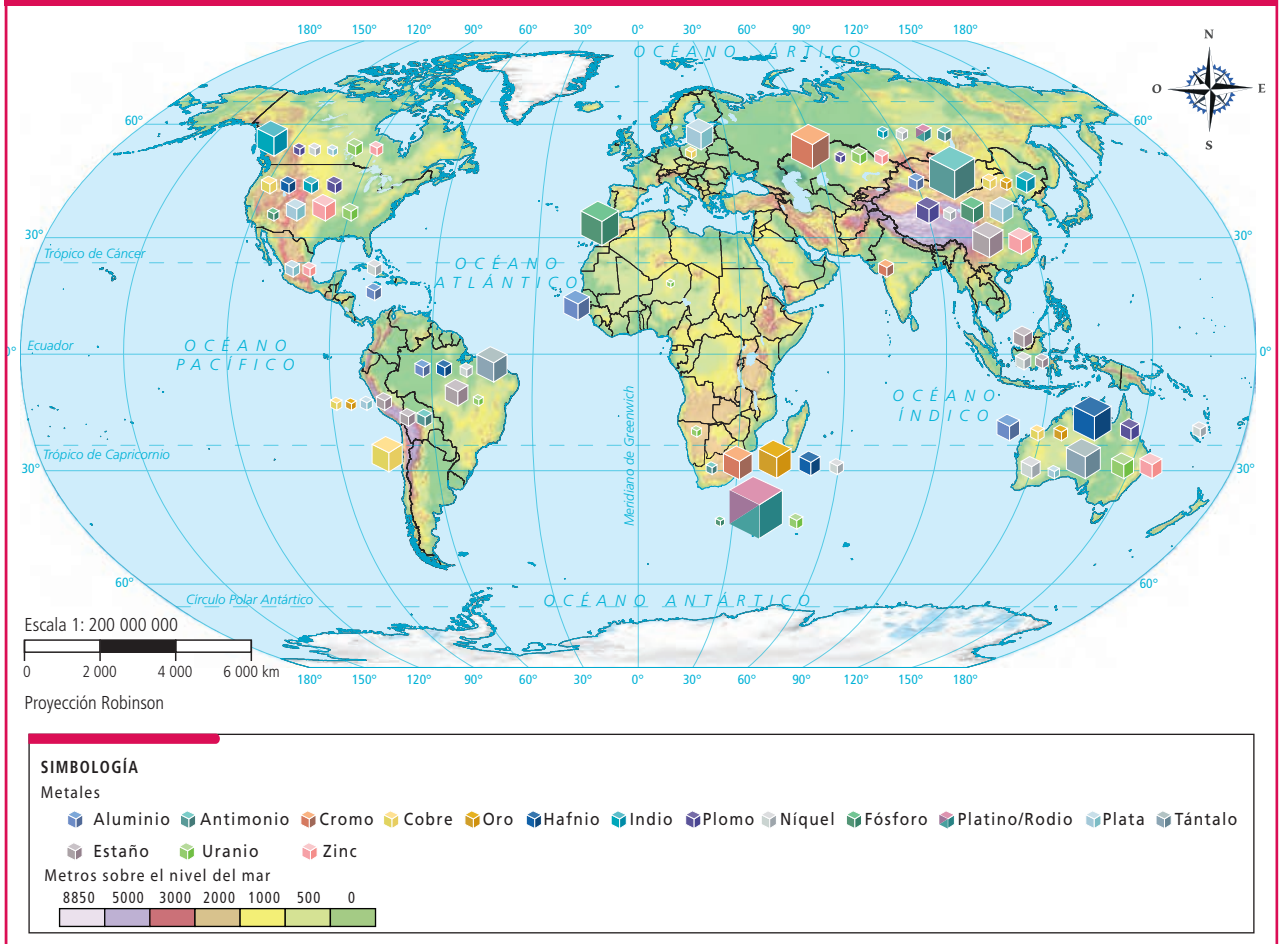 180° 150° 120° 90° 60° 30° 0° 30° 60° 90° 120° 150° 180°
OCÉANO ÁRTICO
N
O E
S
60° 60°
30° 30°
Trópico de Cáncer
OCÉANO
ATLÁNTICO
Ecuador
0° 0°
OCÉANO
PACÍFICO
OCÉANO
ÍNDICO
Meridiano de Greenwich
Trópico de Capricornio
30° 30°
60° 60°
Círculo Polar Antártico
OCÉANO ANTÁRTICO
Escala 1: 200 000 000
0 2 000 4 000 6 000 km
180° 150° 120° 90° 60° 30° 0° 30° 60° 90° 120° 150° 180°
Proyección Robinson
SIMBOLOGÍA
Metales
Aluminio Antimonio Cromo Cobre Oro Hafnio Indio Plomo Níquel Fósforo Platino/Rodio Plata Tántalo
Estaño Uranio Zinc
Metros sobre el nivel del mar
8850 5000 3000 2000 1000 500 0